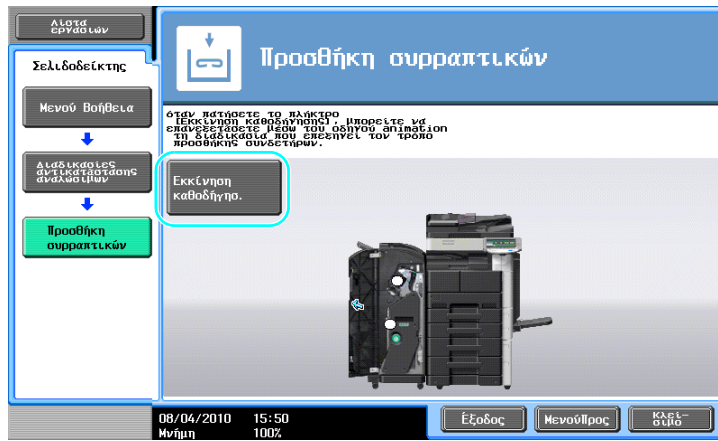 Λίστα
εργασιών
Σελιδοδείκτης
Μενού Βοήθεια
Διαδικασίες
αντικατάστασης
αναλώσιμων
Προσθήκη
συρραπτικών
Προσθήκη συρραπτικών
όταν πατήσετε το πλήκτρο
[Εκκίνηση καθοδήγησης], μπορείτε να
επανεξετάσετε μέσω του οδηγού animation
τη διαδικασία που επεξηγεί τον τρόπο
προσθήκης συνδετήρων.
Εκκίνηση
καθοδήγησ.
08/04/2010 15:50
Μνήμη 100%
Έξοδος
ΜενούΠρος
Κλεί-
σιμο